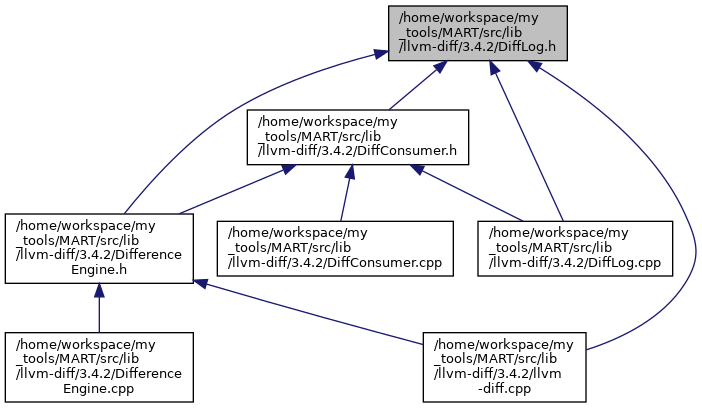 /home/workspace/my
_tools/MART/src/lib
/llvm-diff/3.4.2/DiffLog.h
/home/workspace/my
_tools/MART/src/lib
/llvm-diff/3.4.2/DiffConsumer.h
/home/workspace/my
_tools/MART/src/lib
/llvm-diff/3.4.2/Difference
Engine.h
/home/workspace/my
_tools/MART/src/lib
/llvm-diff/3.4.2/DiffConsumer.cpp
/home/workspace/my
_tools/MART/src/lib
/llvm-diff/3.4.2/DiffLog.cpp
/home/workspace/my
_tools/MART/src/lib
/llvm-diff/3.4.2/Difference
Engine.cpp
/home/workspace/my
_tools/MART/src/lib
/llvm-diff/3.4.2/llvm
-diff.cpp